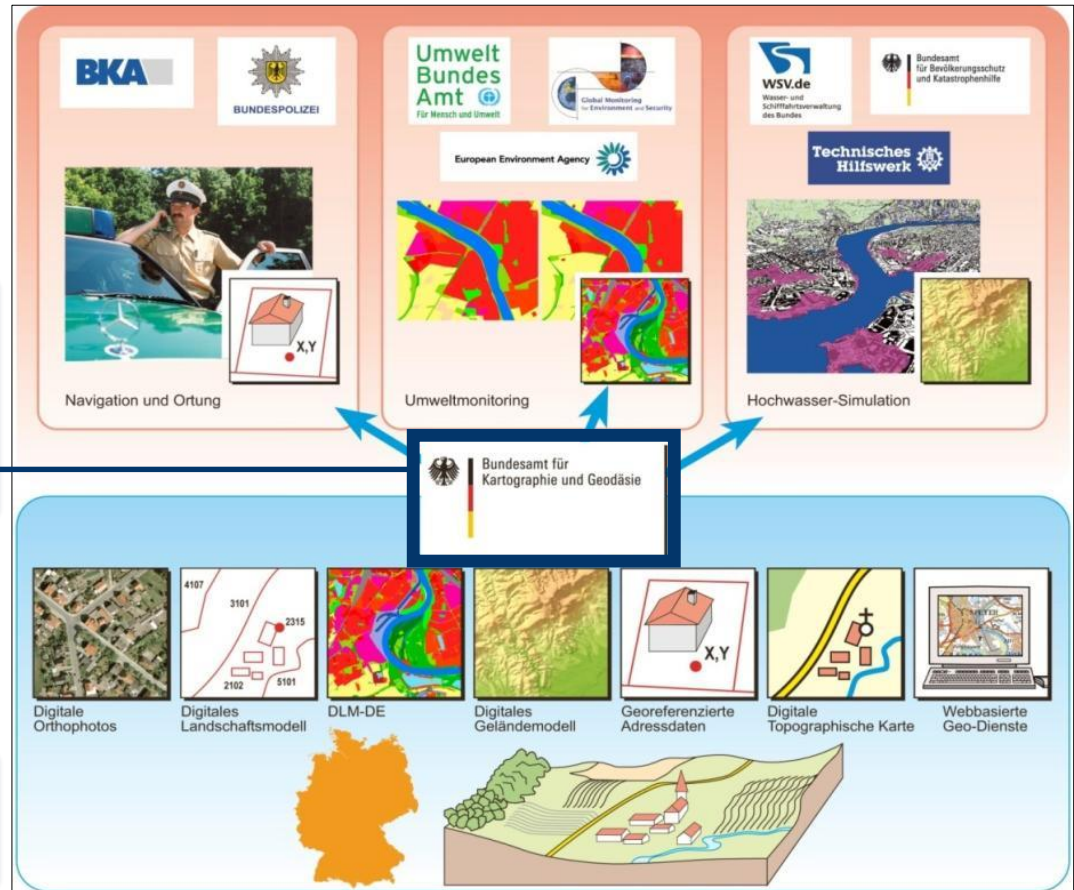 BKA
BUNDESPOLIZEI
Navigation und Ortung
X,Y
Umwelt
Bundes
Amt
Für Mensch und Umwelt
Global Monitoring
for Environment and Security
European Environment Agency
Umweltmonitoring
WSV.de
Wasser- und
Schifffahrtsverwaltung
des Bundes
Bundesamt
für Bevölkerungsschutz
und Katastrophenhilfe
Technisches
Hilfswerk
Hochwasser-Simulation
Bundesamt für
Kartographie und Geodäsie
4107
3101
2315
2102
5101
X,Y
SPEYER
Digitale
Orthophotos
Digitales
Landschaftsmodell
DLM-DE
Digitales
Geländemodell
Georeferenzierte
Adressdaten
Digitale
Topographische Karte
Webbasierte
Geo-Dienste